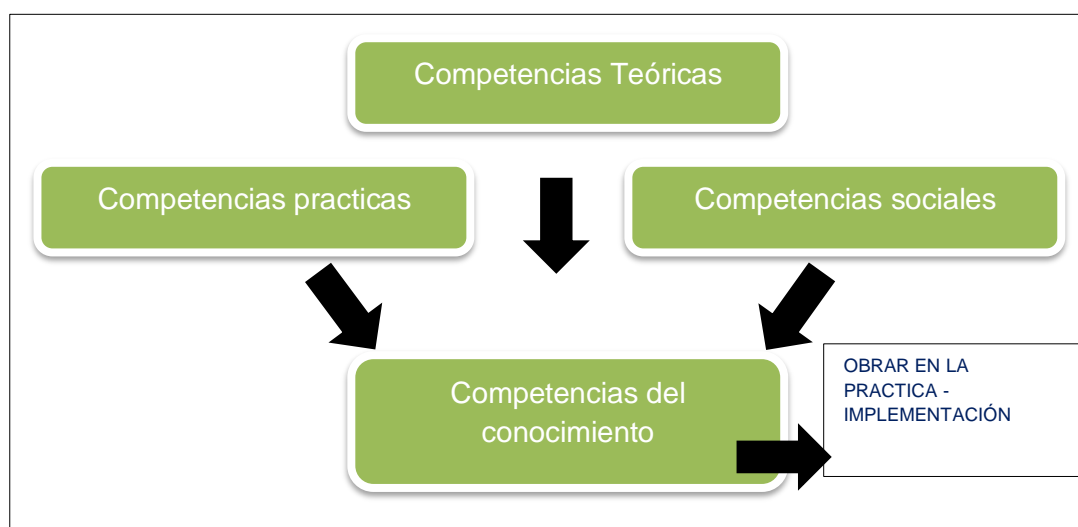 Competencias Teóricas
Competencias practicas
Competencias sociales
Competencias del
conocimiento
OBRAR EN LA
PRACTICA -
IMPLEMENTACIÓN